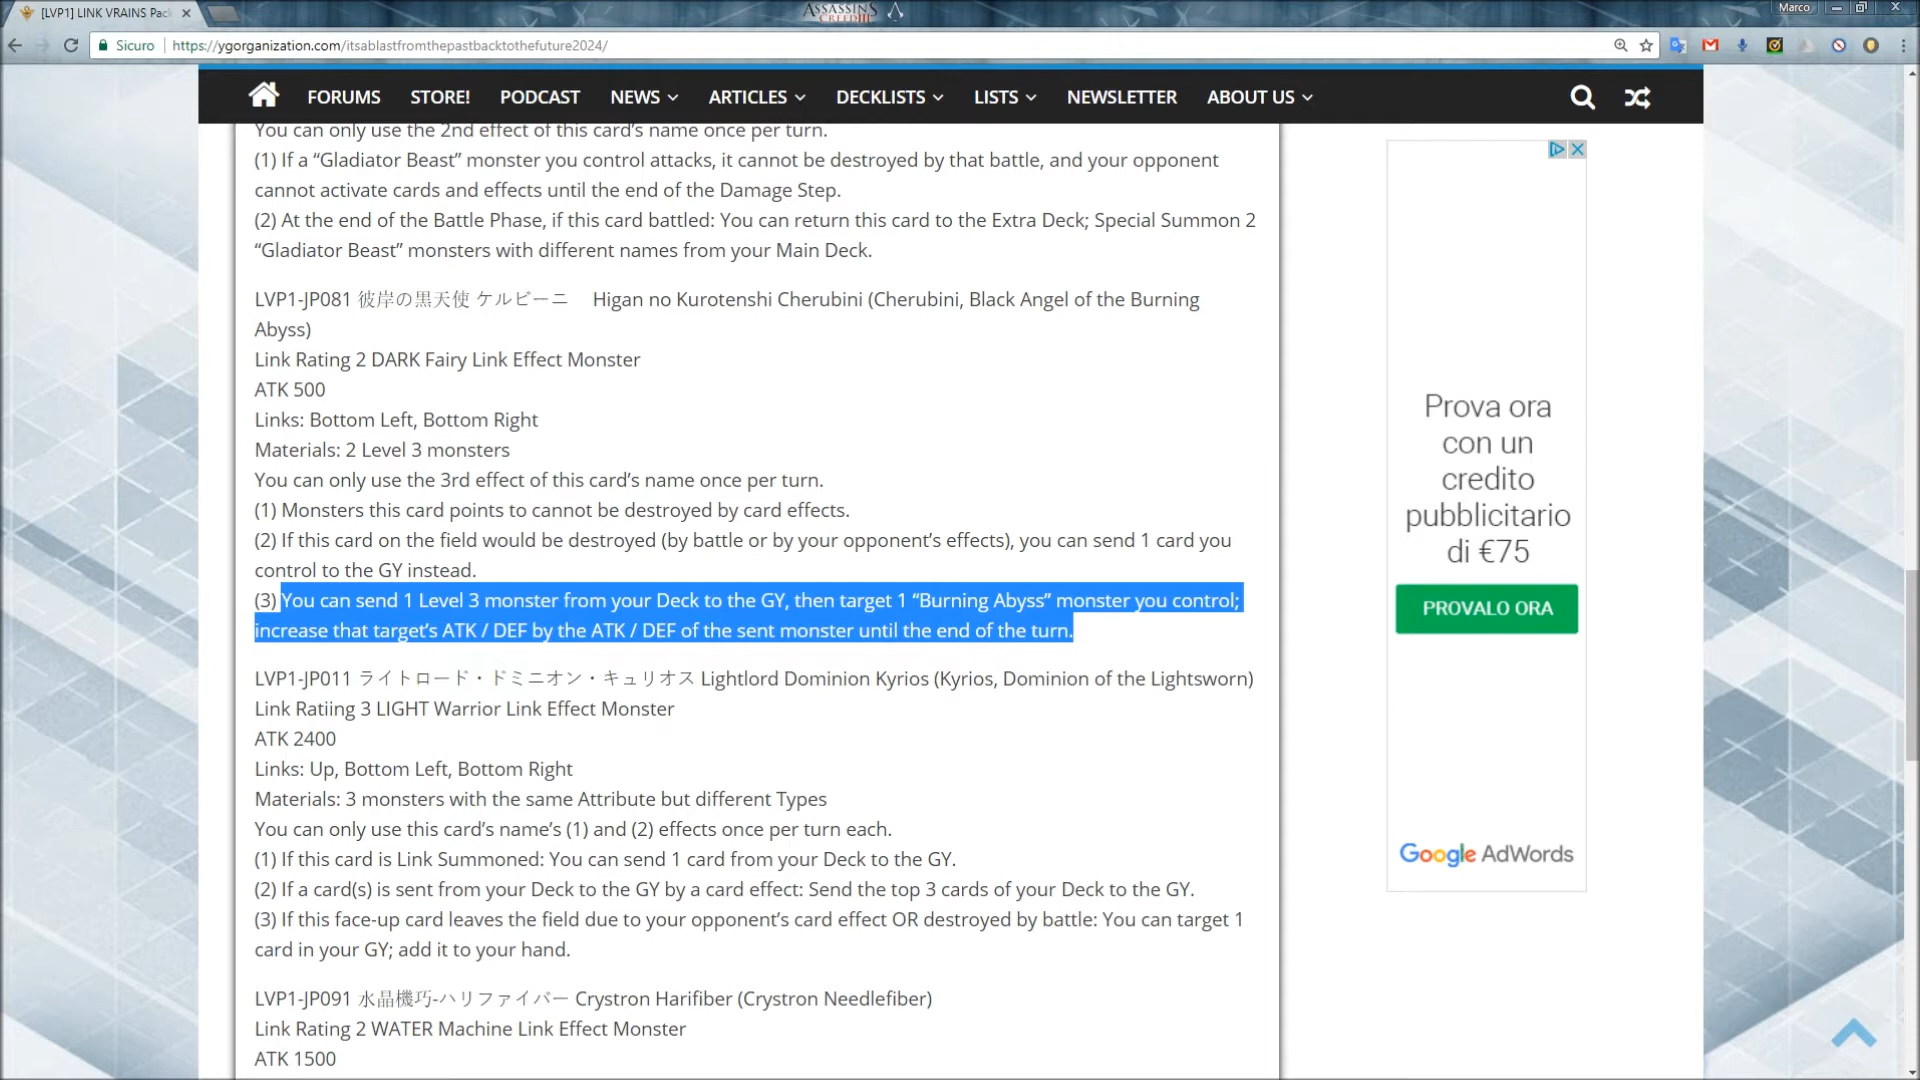 [LVP1] LINK VRAINS Pac
ASSASSIN'S
CREED III
Marco
Sicuro
https://ygorganization.com/itsablastfromthepastbacktothefuture2024/
FORUMS STORE! PODCAST NEWS ARTICLES DECKLISTS LISTS NEWSLETTER ABOUT US
You can only use the 2nd effect of this card’s name once per turn.
(1) If a “Gladiator Beast” monster you control attacks, it cannot be destroyed by that battle, and your opponent
cannot activate cards and effects until the end of the Damage Step.
(2) At the end of the Battle Phase, if this card battled: You can return this card to the Extra Deck; Special Summon 2
“Gladiator Beast” monsters with different names from your Main Deck.
LVP1-JP081 彼岸の黒天使 ケルビーニ Higan no Kurotenshi Cherubini (Cherubini, Black Angel of the Burning
Abyss)
Link Rating 2 DARK Fairy Link Effect Monster
ATK 500
Links: Bottom Left, Bottom Right
Materials: 2 Level 3 monsters
You can only use the 3rd effect of this card’s name once per turn.
(1) Monsters this card points to cannot be destroyed by card effects.
(2) If this card on the field would be destroyed (by battle or by your opponent’s effects), you can send 1 card you
control to the GY instead.
(3) You can send 1 Level 3 monster from your Deck to the GY, then target 1 “Burning Abyss” monster you control;
increase that target’s ATK / DEF by the ATK / DEF of the sent monster until the end of the turn.
LVP1-JP011 ライトロード・ドミニオン・キュリオス Lightlord Dominion Kyrios (Kyrios, Dominion of the Lightsworn)
Link Ratiing 3 LIGHT Warrior Link Effect Monster
ATK 2400
Links: Up, Bottom Left, Bottom Right
Materials: 3 monsters with the same Attribute but different Types
You can only use this card’s name’s (1) and (2) effects once per turn each.
(1) If this card is Link Summoned: You can send 1 card from your Deck to the GY.
(2) If a card(s) is sent from your Deck to the GY by a card effect: Send the top 3 cards of your Deck to the GY.
(3) If this face-up card leaves the field due to your opponent’s card effect OR destroyed by battle: You can target 1
card in your GY; add it to your hand.
LVP1-JP091 水晶機巧-ハリファイバー Crystron Harifiber (Crystron Needlefiber)
Link Rating 2 WATER Machine Link Effect Monster
ATK 1500
Prova ora
con un
credito
pubblicitario
di €75
PROVALO ORA
Google AdWords